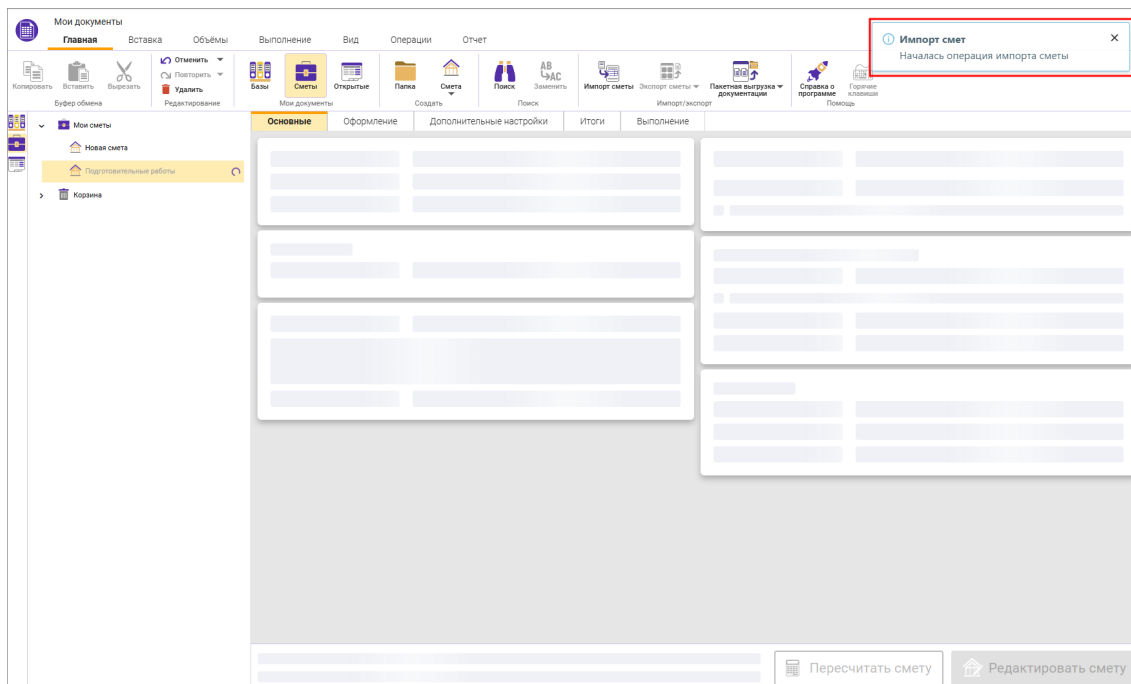 Мои документы
Главная Вставка Объёмы Выполнение Вид Операции Отчет
Импорт смет
Началась операция импорта сметы
Копировать Вставить Вырезать
Буфер обмена
Отменить
Повторить
Удалить
Редактирование
Базы Сметы Открытые
Мои документы
Папка Смета
Создать
Поиск Заменить
AB
AC
Поиск
Импорт сметы Экспорт сметы Пакетная выгрузка документации
Импорт/экспорт
Справка о программе Горячие клавиши
Помощь
Мои сметы
Новая смета
Подготовительные работы
Корзина
Основные Оформление Дополнительные настройки Итоги Выполнение
Пересчитать смету Редактировать смету